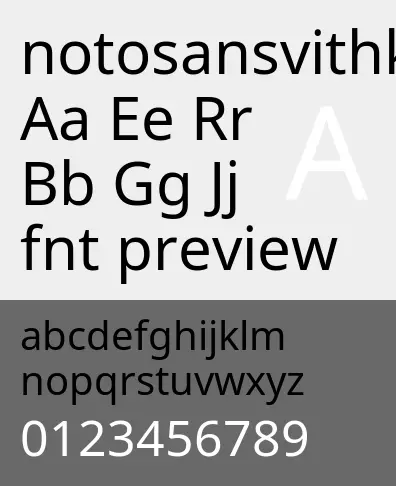 notosansvithk
Aa Ee Rr
A
Bb Gg Jj
fnt preview
abcdefghijklm
nopqrstuvwxyz
0123456789